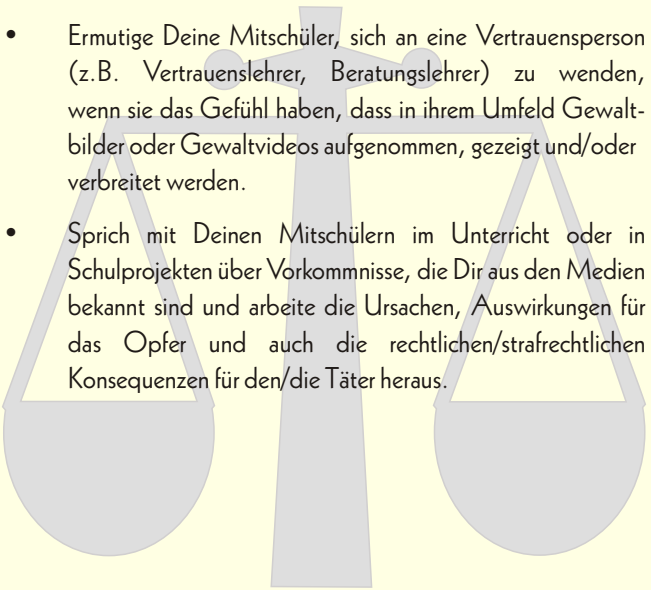 • Ermutige Deine Mitschüler, sich an eine Vertrauensperson
(z.B. Vertrauenslehrer, Beratungslehrer) zu wenden,
wenn sie das Gefühl haben, dass in ihrem Umfeld Gewalt-
bilder oder Gewaltvideos aufgenommen, gezeigt und/oder
verbreitet werden.
• Sprich mit Deinen Mitschülern im Unterricht oder in
Schulprojekten über Vorkommnisse, die Dir aus den Medien
bekannt sind und arbeite die Ursachen, Auswirkungen für
das Opfer und auch die rechtlichen/strafrechtlichen
Konsequenzen für den/die Täter heraus.